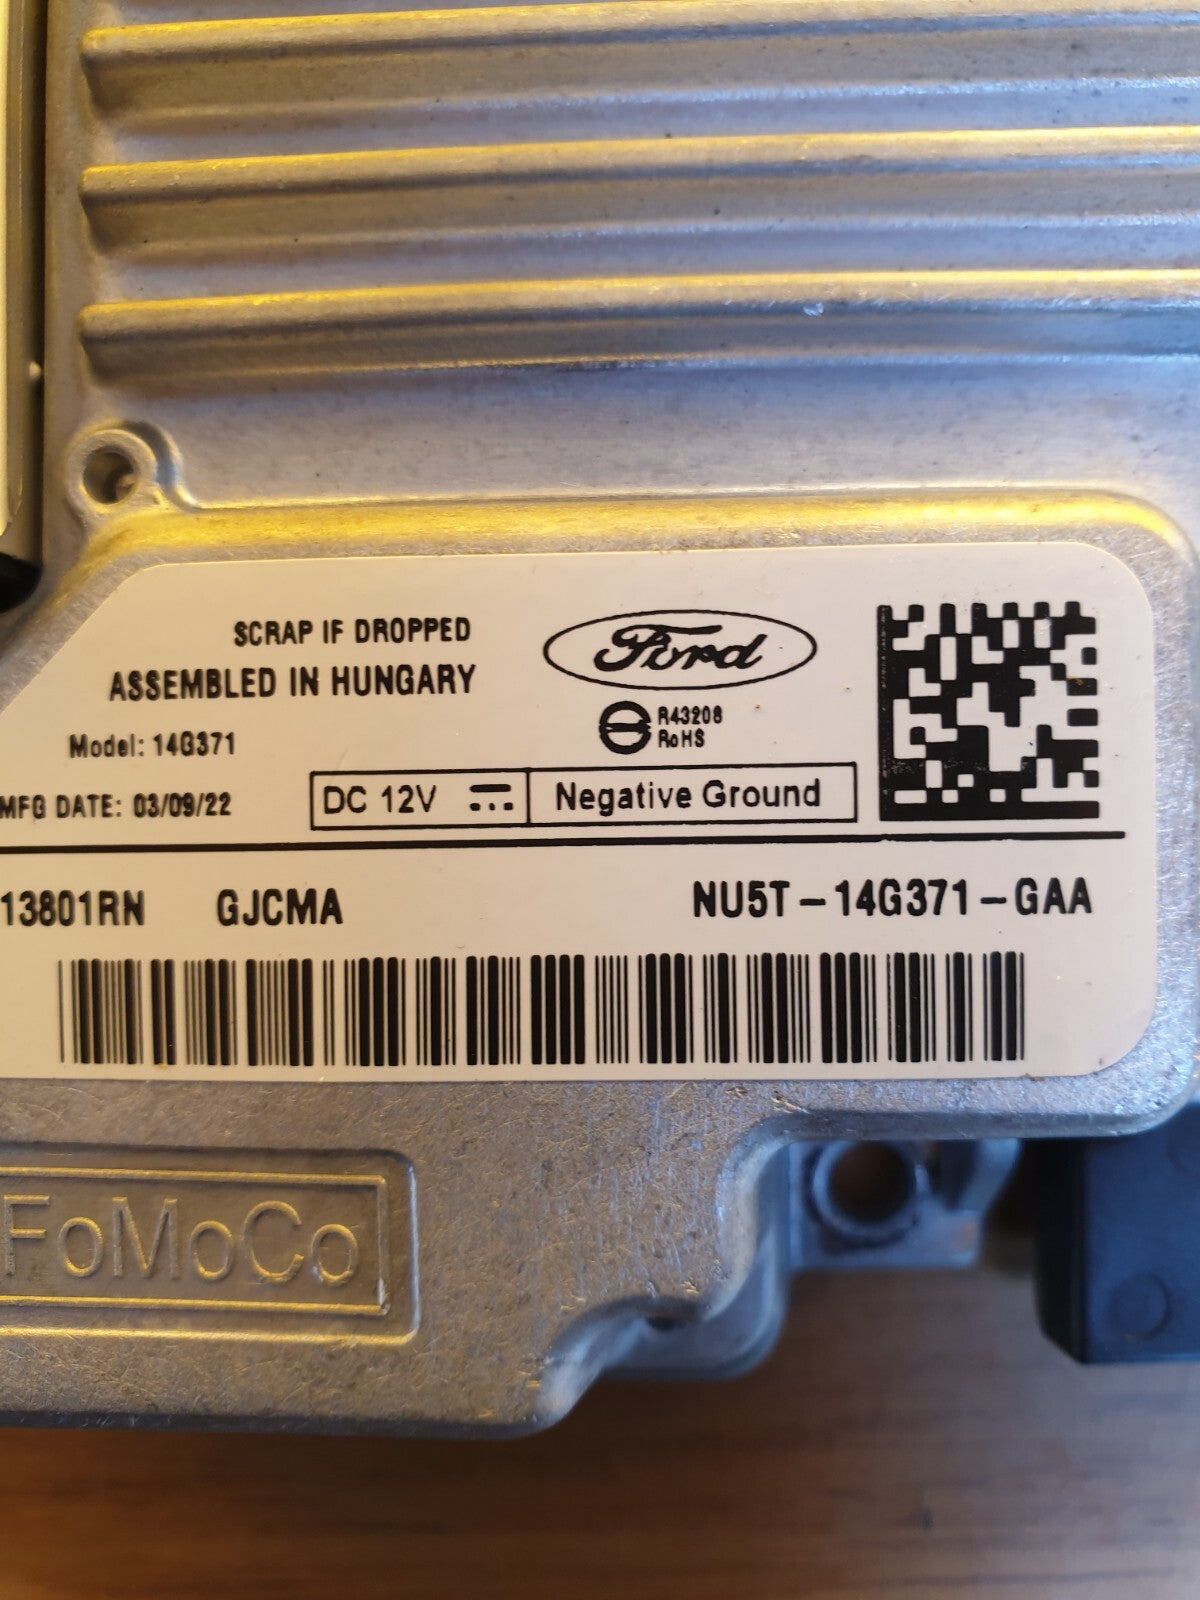 SCRAP IF DROPPED
ASSEMBLED IN HUNGARY
Model: 14G371
MFG DATE: 03/09/22
Ford
R43208
RoHS
DC 12V
Negative Ground
13801RN GJCMA NU5T-14G371-GAA
FoMoCo